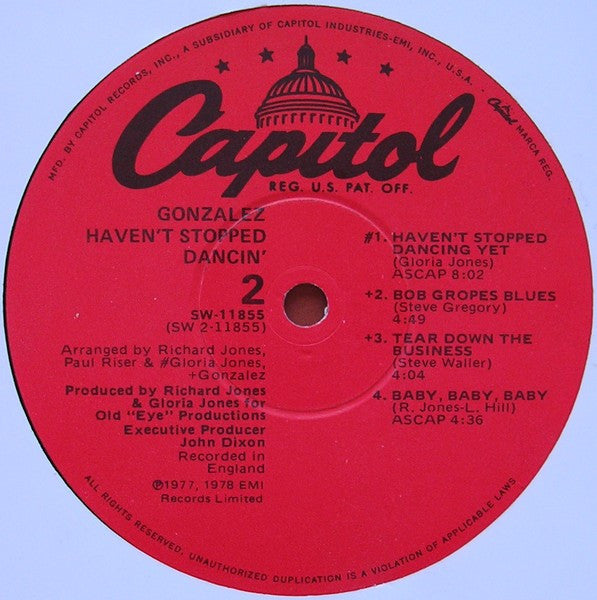 MFD. BY CAPITOL RECORDS, INC., A SUBSIDIARY OF CAPITOL INDUSTRIES-EMI, INC., U.S.A. - Capitol MARCA REG.
Capitol
REG. U.S. PAT. OFF.
GONZALEZ
HAVEN'T STOPPED
DANCIN'
2
SW-11855
(SW 2-11855)
Arranged by Richard Jones,
Paul Riser & #Gloria Jones,
+Gonzalez
Produced by Richard Jones
& Gloria Jones for
Old "Eye" Productions
Executive Producer
John Dixon
Recorded in
England
℗1977, 1978 EMI
Records Limited
#1. HAVEN'T STOPPED
DANCING YET
(Gloria Jones)
ASCAP 8:02
+2. BOB GROPES BLUES
(Steve Gregory)
4:49
+3. TEAR DOWN THE
BUSINESS
(Steve Waller)
4:04
4. BABY, BABY, BABY
(R. Jones-L. Hill)
ASCAP 4:36
ALL RIGHTS RESERVED. UNAUTHORIZED DUPLICATION IS A VIOLATION OF APPLICABLE LAWS